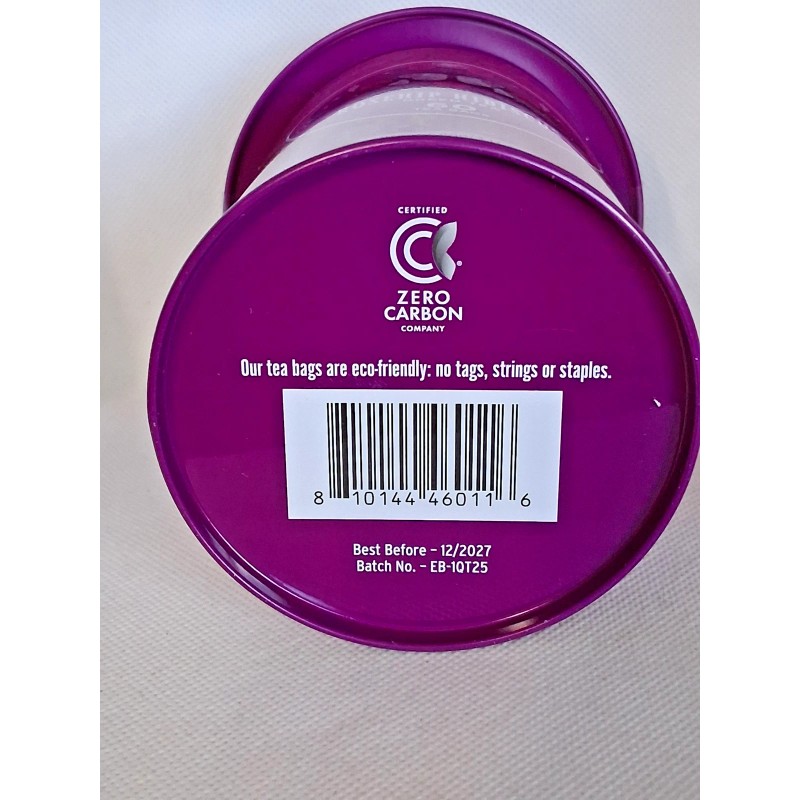 CERTIFIED
ZERO
CARBON
COMPANY
Our tea bags are eco-friendly: no tags, strings or staples.
8 10144 46011 6
Best Before – 12/2027
Batch No. – EB-1QT25